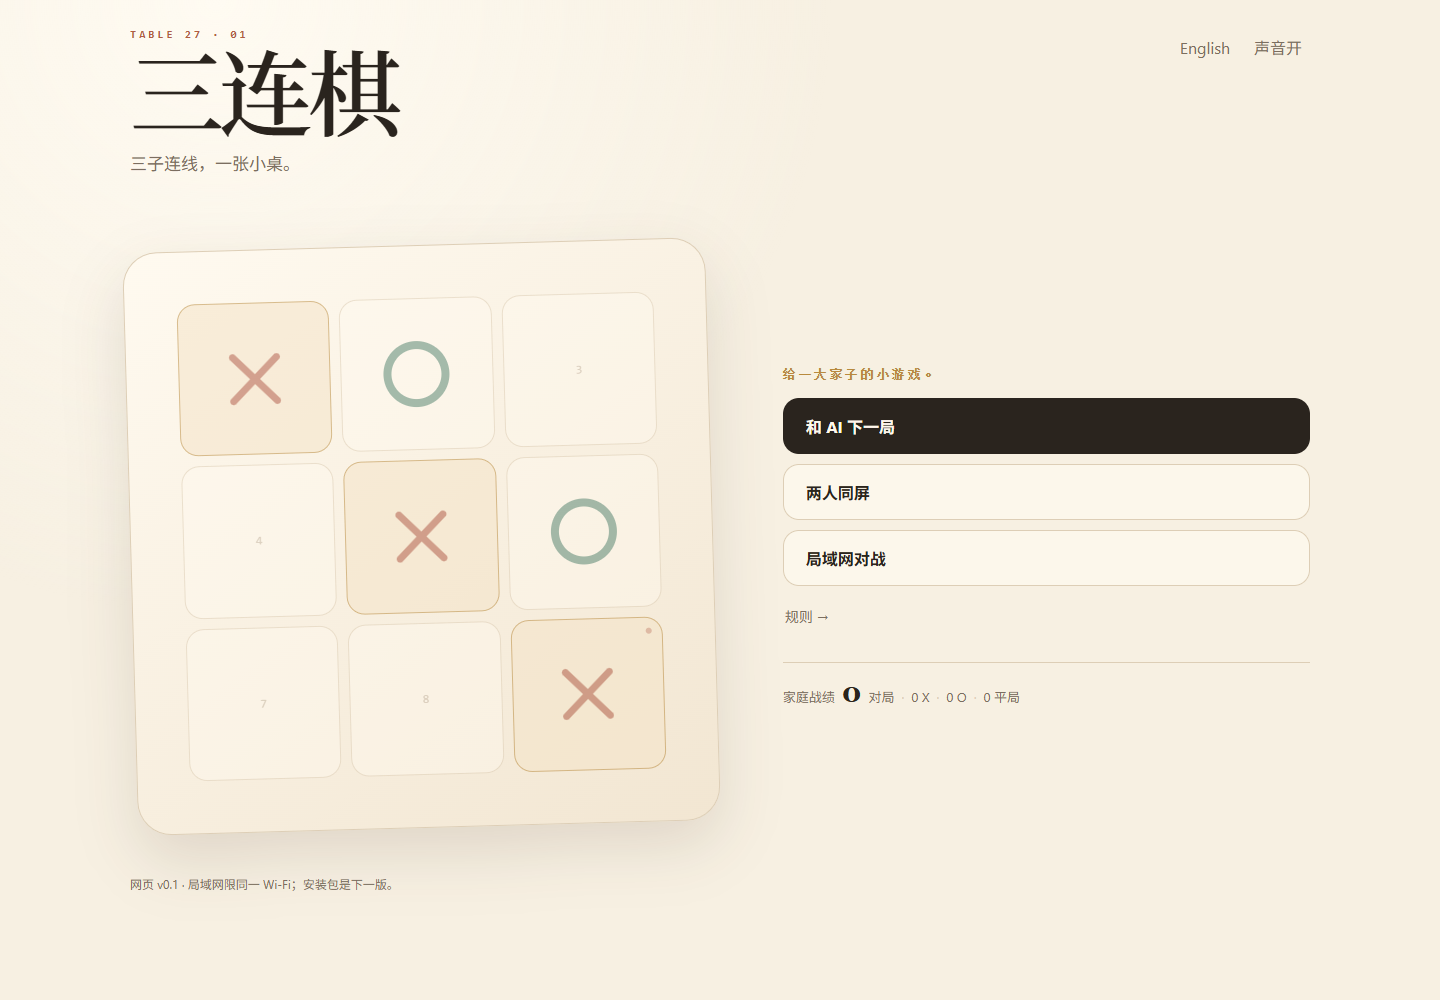 TABLE 27 · 01
English 声音开
三连棋
三子连线，一张小桌。
3
4
7
8
给一大家子的小游戏。
和 AI 下一局
两人同屏
局域网对战
规则 →
家庭战绩 0 对局 · 0 X · 0 O · 0 平局
网页 v0.1 · 局域网限同一 Wi-Fi；安装包是下一版。